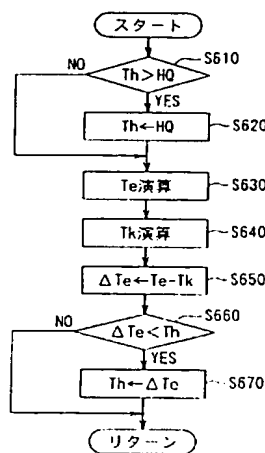 スタート
Th>HQ
S610
NO
YES
Th←HQ
S620
Te演算
S630
Tk演算
S640
ΔTe←Te-Tk
S650
ΔTe<Th
S660
NO
YES
Th←ΔTe
S670
リターン